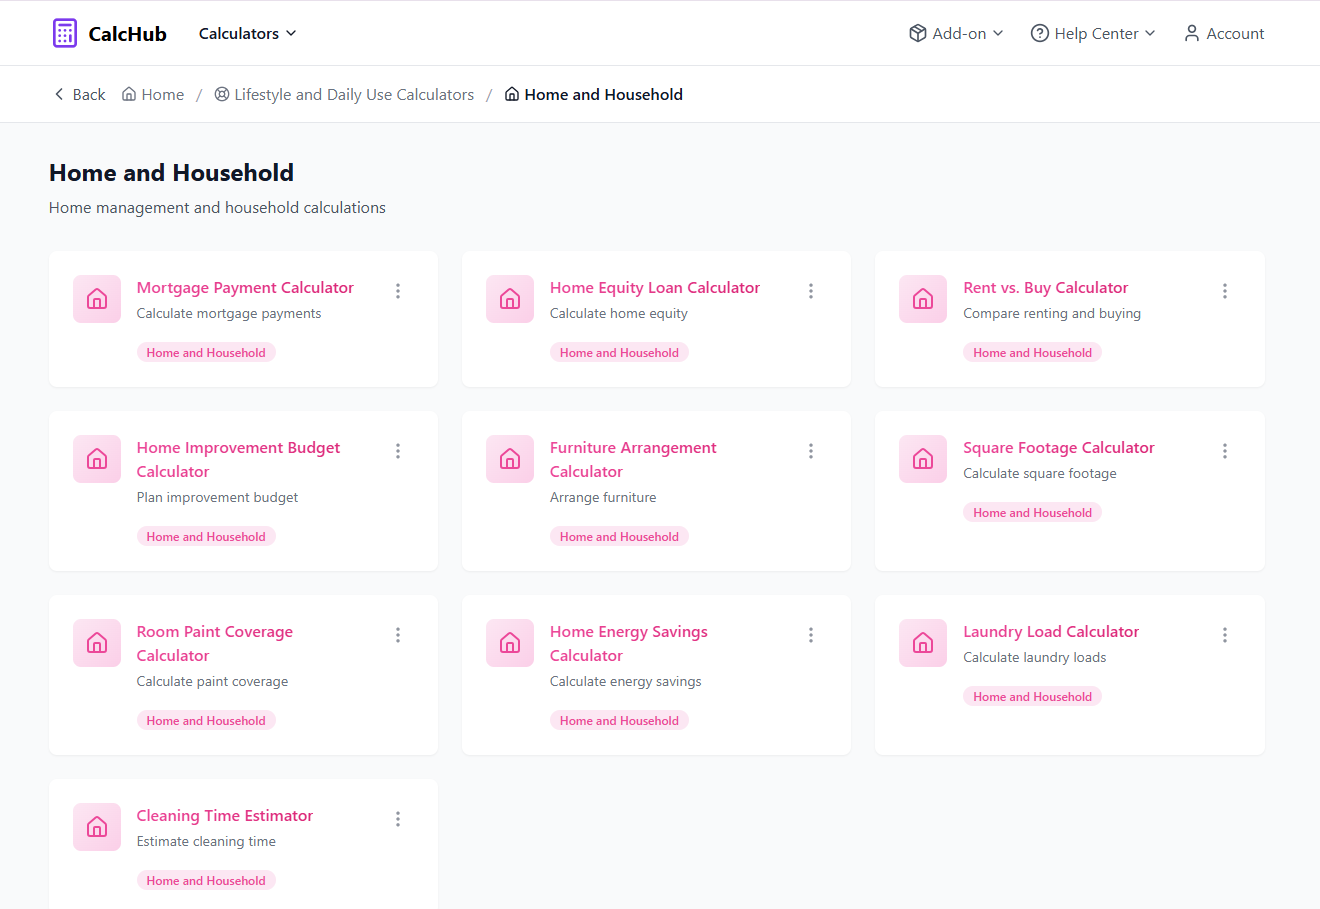 CalcHub
Calculators
Add-on
Help Center
Account
Back
Home
/
Lifestyle and Daily Use Calculators
/
Home and Household
Home and Household
Home management and household calculations
Mortgage Payment Calculator
Calculate mortgage payments
Home and Household
Home Equity Loan Calculator
Calculate home equity
Home and Household
Rent vs. Buy Calculator
Compare renting and buying
Home and Household
Home Improvement Budget
Calculator
Plan improvement budget
Home and Household
Furniture Arrangement
Calculator
Arrange furniture
Home and Household
Square Footage Calculator
Calculate square footage
Home and Household
Room Paint Coverage
Calculator
Calculate paint coverage
Home and Household
Home Energy Savings
Calculator
Calculate energy savings
Home and Household
Laundry Load Calculator
Calculate laundry loads
Home and Household
Cleaning Time Estimator
Estimate cleaning time
Home and Household